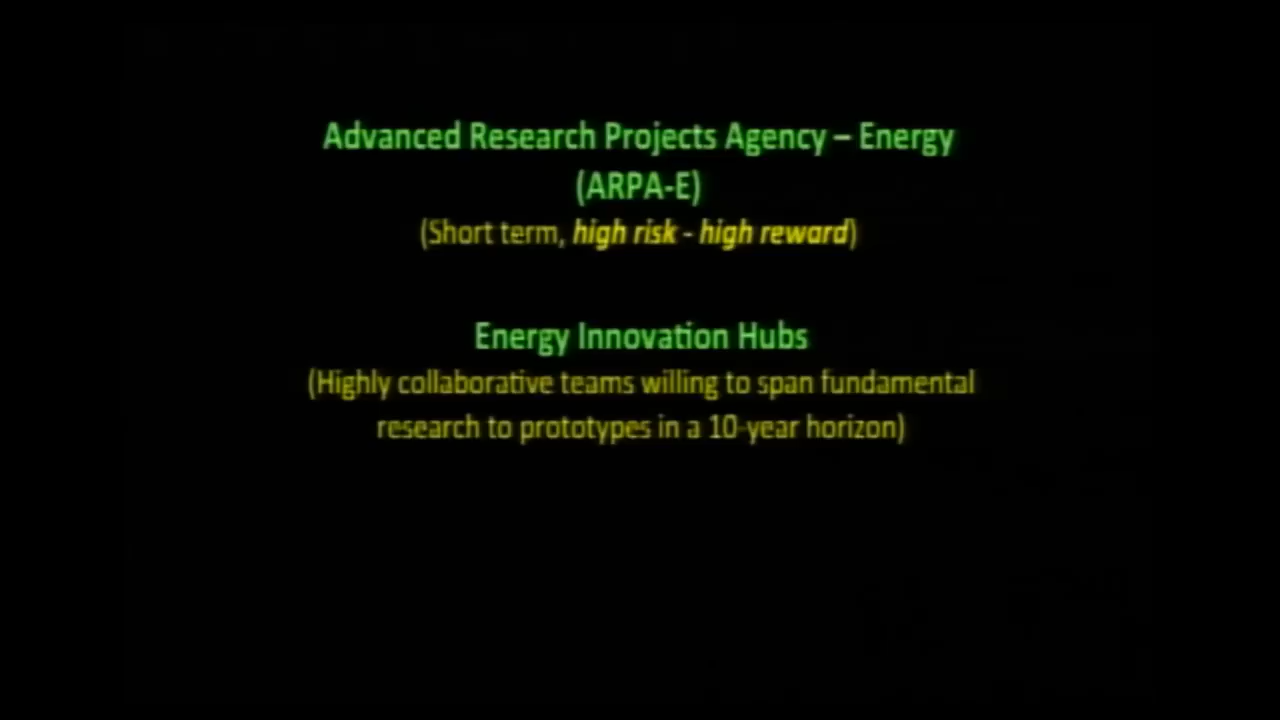 Advanced Research Projects Agency – Energy
(ARPA-E)
(Short term, high risk - high reward)
Energy Innovation Hubs
(Highly collaborative teams willing to span fundamental
research to prototypes in a 10-year horizon)